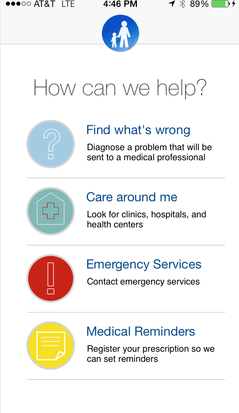 AT&T LTE 4:46 PM 89%
How can we help?
?
Find what's wrong
Diagnose a problem that will be
sent to a medical professional
Care around me
Look for clinics, hospitals, and
health centers
!
Emergency Services
Contact emergency services
Medical Reminders
Register your prescription so we
can set reminders